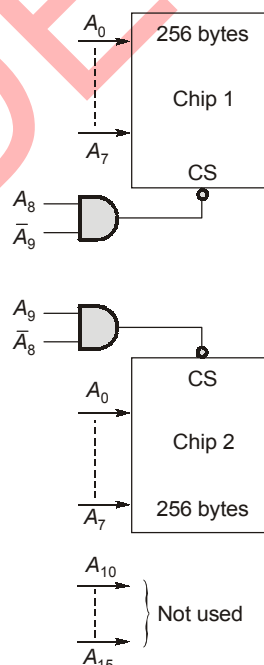 A₀
256 bytes
Chip 1
A₇
CS
A₈
A̅₉
A₉
A̅₈
CS
A₀
Chip 2
A₇
256 bytes
A₁₀
Not used
A₁₅